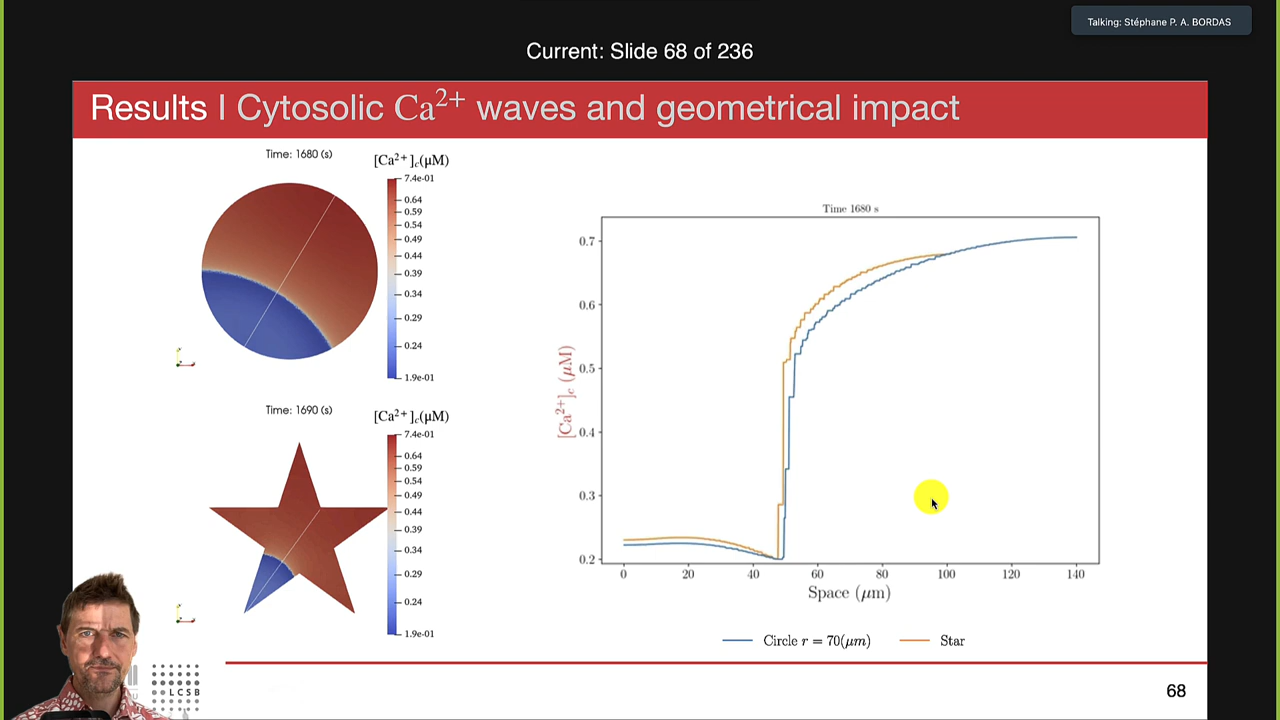 Talking: Stéphane P. A. BORDAS
Current: Slide 68 of 236
Results | Cytosolic Ca²⁺ waves and geometrical impact
Time: 1680 (s)
[Ca²⁺]c(μM)
7.4e-01
0.64
0.59
0.54
0.49
0.44
0.39
0.34
0.29
0.24
1.9e-01
Time: 1690 (s)
[Ca²⁺]c(μM)
7.4e-01
0.64
0.59
0.54
0.49
0.44
0.39
0.34
0.29
0.24
1.9e-01
Time 1680 s
[Ca²⁺]c (μM)
0.7
0.6
0.5
0.4
0.3
0.2
0 20 40 60 80 100 120 140
Space (μm)
Circle r = 70(μm) Star
LCSB
68